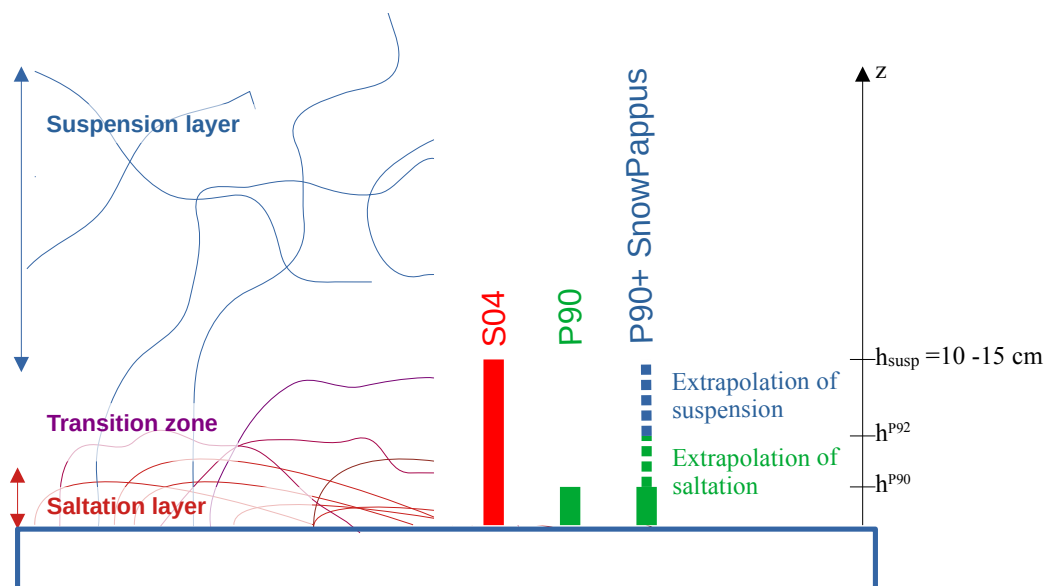 Suspension layer
Transition zone
Saltation layer
S04
P90
P90+ SnowPappus
Extrapolation of
suspension
Extrapolation of
saltation
z
hsusp =10 -15 cm
hP92
hP90